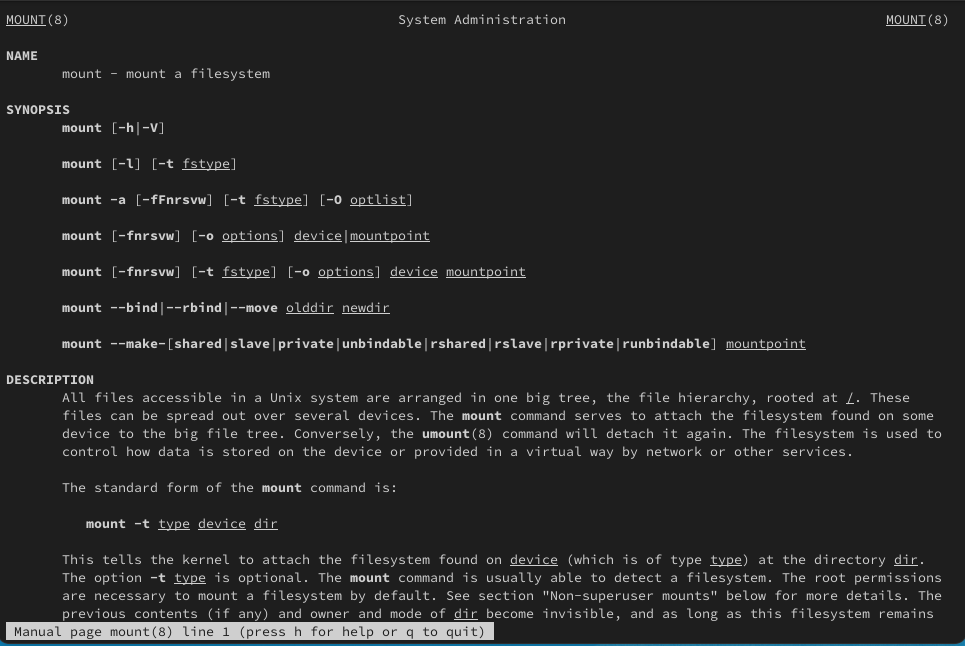 MOUNT(8) System Administration MOUNT(8)
NAME
mount - mount a filesystem
SYNOPSIS
mount [-h|-V]
mount [-l] [-t fstype]
mount -a [-fFnrsvw] [-t fstype] [-O optlist]
mount [-fnrsvw] [-o options] device|mountpoint
mount [-fnrsvw] [-t fstype] [-o options] device mountpoint
mount --bind|--rbind|--move olddir newdir
mount --make-[shared|slave|private|unbindable|rshared|rslave|rprivate|runbindable] mountpoint
DESCRIPTION
All files accessible in a Unix system are arranged in one big tree, the file hierarchy, rooted at /. These
files can be spread out over several devices. The mount command serves to attach the filesystem found on some
device to the big file tree. Conversely, the umount(8) command will detach it again. The filesystem is used to
control how data is stored on the device or provided in a virtual way by network or other services.
The standard form of the mount command is:
mount -t type device dir
This tells the kernel to attach the filesystem found on device (which is of type type) at the directory dir.
The option -t type is optional. The mount command is usually able to detect a filesystem. The root permissions
are necessary to mount a filesystem by default. See section "Non-superuser mounts" below for more details. The
previous contents (if any) and owner and mode of dir become invisible, and as long as this filesystem remains
Manual page mount(8) line 1 (press h for help or q to quit)